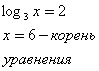 log₃ x = 2
x = 6 – корень
уравнения